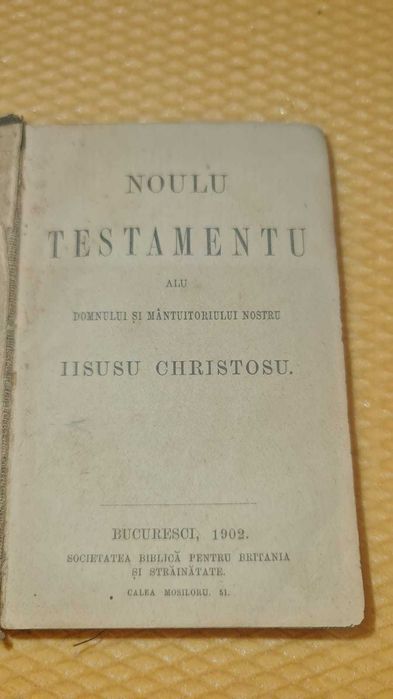 NOULU
TESTAMENTU
ALU
DOMNULUI ȘI MÂNTUITORIULUI NOSTRU
IISUSU CHRISTOSU.
BUCURESCI, 1902.
SOCIETATEA BIBLICĂ PENTRU BRITANIA
ȘI STRĂINĂTATE.
CALEA MOSILORU. 51.